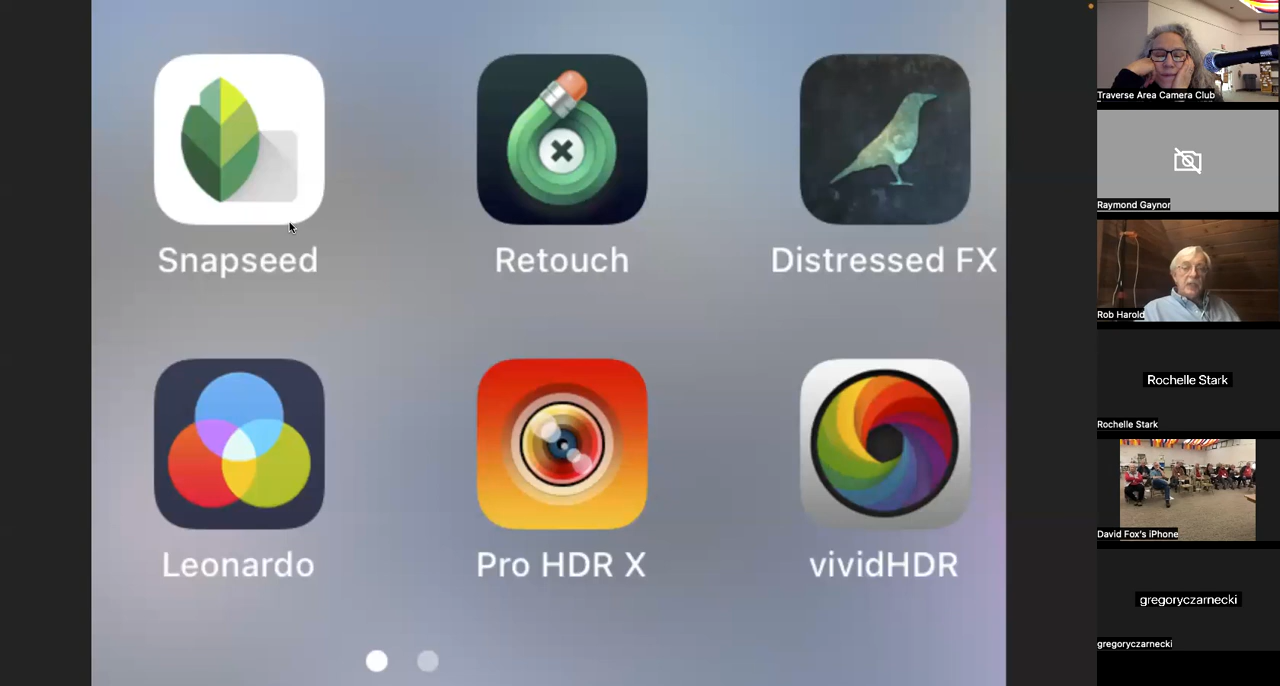 Snapseed
Retouch
Distressed FX
Leonardo
Pro HDR X
vividHDR
Traverse Area Camera Club
Raymond Gaynor
Rob Harold
Rochelle Stark
Rochelle Stark
David Fox's iPhone
gregoryczarnecki
gregoryczarnecki